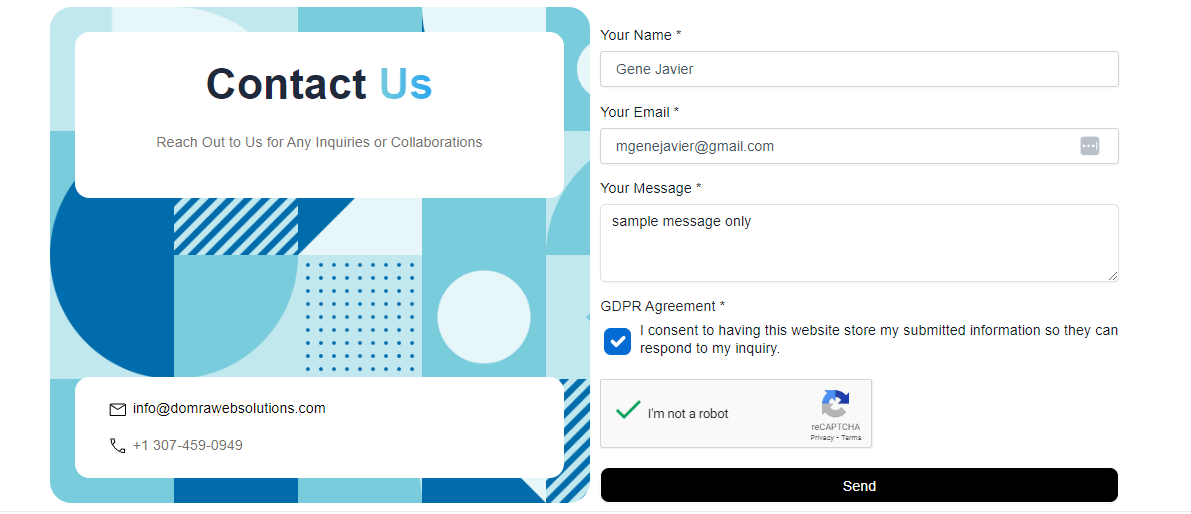 Contact Us
Reach Out to Us for Any Inquiries or Collaborations
info@domrawebsolutions.com
+1 307-459-0949
Your Name *
Gene Javier
Your Email *
mgenejavier@gmail.com
Your Message *
sample message only
GDPR Agreement *
I consent to having this website store my submitted information so they can
respond to my inquiry.
I'm not a robot
reCAPTCHA
Privacy - Terms
Send